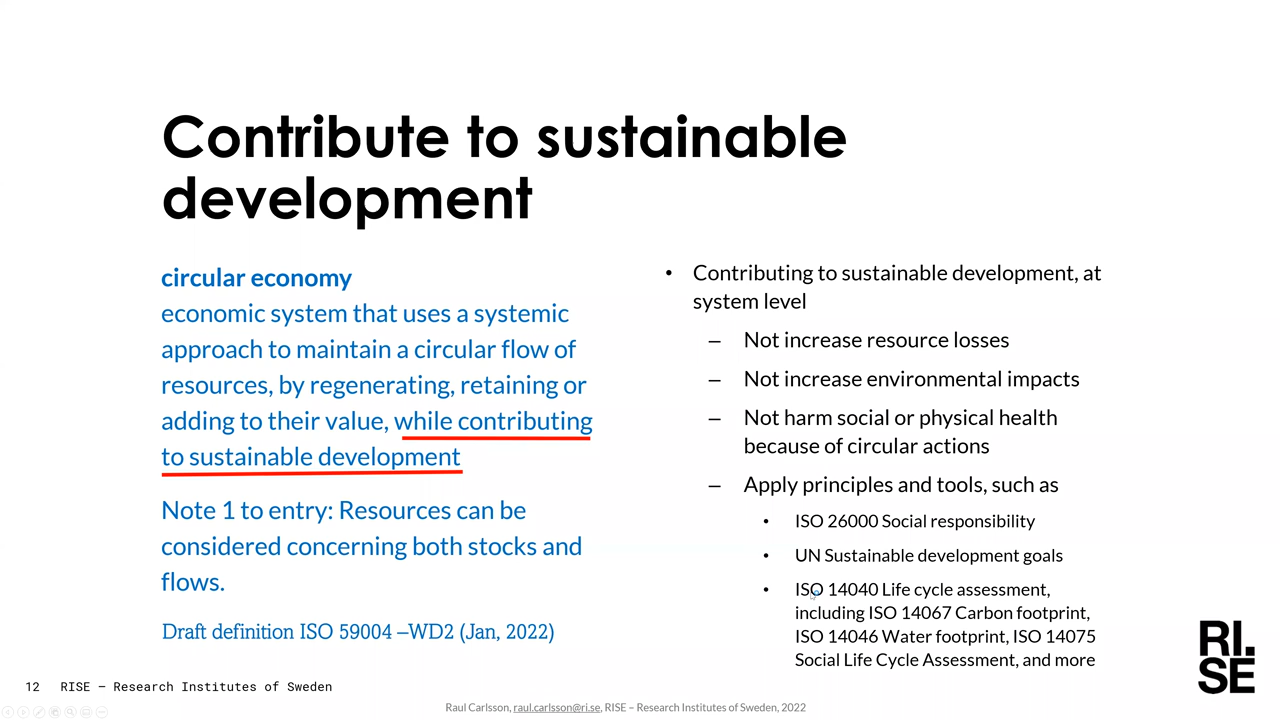 Contribute to sustainable
development
circular economy
economic system that uses a systemic
approach to maintain a circular flow of
resources, by regenerating, retaining or
adding to their value, while contributing
to sustainable development
Note 1 to entry: Resources can be
considered concerning both stocks and
flows.
Draft definition ISO 59004 –WD2 (Jan, 2022)
• Contributing to sustainable development, at
system level
– Not increase resource losses
– Not increase environmental impacts
– Not harm social or physical health
because of circular actions
– Apply principles and tools, such as
• ISO 26000 Social responsibility
• UN Sustainable development goals
• ISO 14040 Life cycle assessment,
including ISO 14067 Carbon footprint,
ISO 14046 Water footprint, ISO 14075
Social Life Cycle Assessment, and more
RI.
SE
12 RISE — Research Institutes of Sweden
Raul Carlsson, raul.carlsson@ri.se, RISE – Research Institutes of Sweden, 2022